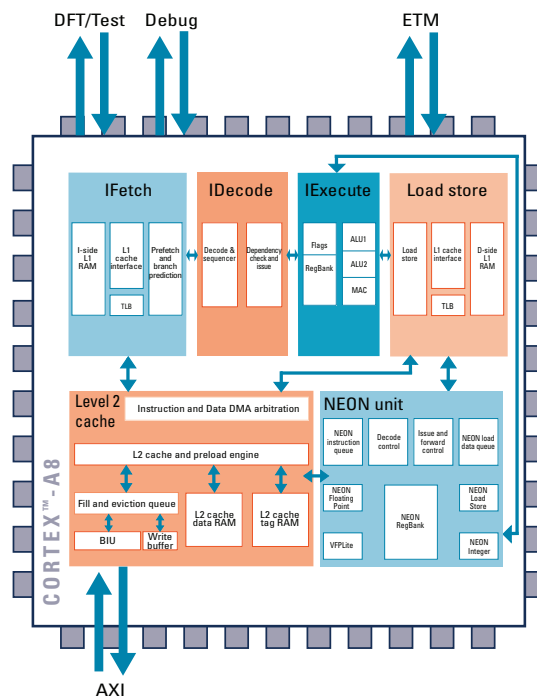 DFT/Test
Debug
ETM
IFetch
IDecode
IExecute
Load store
I-side
L1
RAM
L1
cache
interface
TLB
Prefetch
and
branch
prediction
Decode &
sequencer
Dependency
check and
issue
Flags
RegBank
ALU1
ALU2
MAC
Load
store
L1 cache
interface
TLB
D-side
L1
RAM
Level 2
cache
Instruction and Data DMA arbitration
L2 cache and preload engine
Fill and eviction queue
BIU
Write
buffer
L2 cache
data RAM
L2 cache
tag RAM
NEON unit
NEON
instruction
queue
Decode
control
Issue and
forward
control
NEON load
data queue
NEON
Floating
Point
NEON
RegBank
NEON
Load
Store
VFPLite
NEON
Integer
CORTEX™-A8
AXI